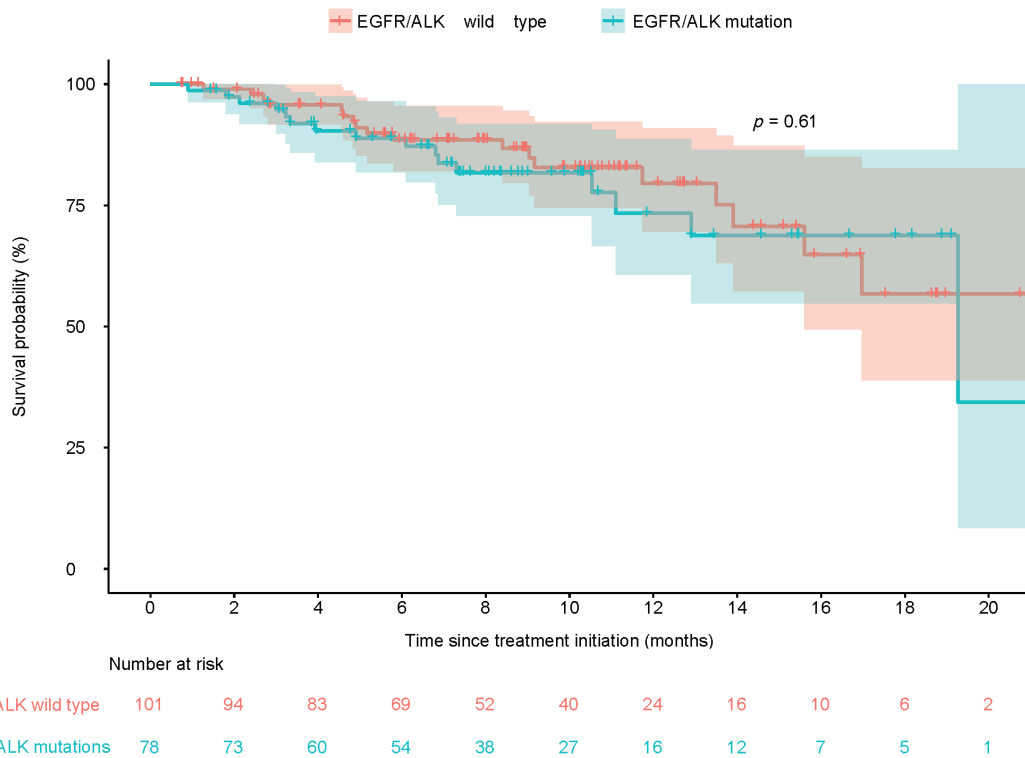 EGFR/ALK wild type EGFR/ALK mutation
100
p = 0.61
75
50
25
0
Survival probability (%)
0 2 4 6 8 10 12 14 16 18 20
Time since treatment initiation (months)
Number at risk
ALK wild type 101 94 83 69 52 40 24 16 10 6 2
ALK mutations 78 73 60 54 38 27 16 12 7 5 1